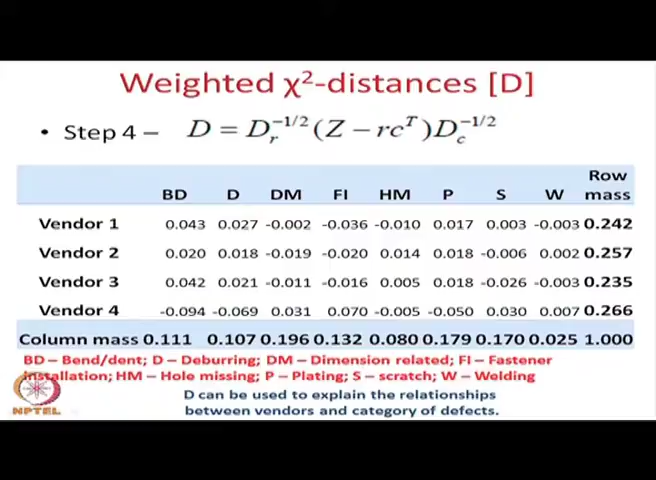 Weighted χ²-distances [D]
• Step 4 – D = D_r^{-1/2} (Z − rc^T) D_c^{-1/2}
BD D DM FI HM P S W Row mass
Vendor 1 0.043 0.027 -0.002 -0.036 -0.010 0.017 0.003 -0.003 0.242
Vendor 2 0.020 0.018 -0.019 -0.020 0.014 0.018 -0.006 0.002 0.257
Vendor 3 0.042 0.021 -0.011 -0.016 0.005 0.018 -0.026 -0.003 0.235
Vendor 4 -0.094 -0.069 0.031 0.070 -0.005 -0.050 0.030 0.007 0.266
Column mass 0.111 0.107 0.196 0.132 0.080 0.179 0.170 0.025 1.000
BD – Bend/dent; D – Deburring; DM – Dimension related; FI – Fastener
installation; HM – Hole missing; P – Plating; S – scratch; W – Welding
D can be used to explain the relationships
between vendors and category of defects.
NPTEL